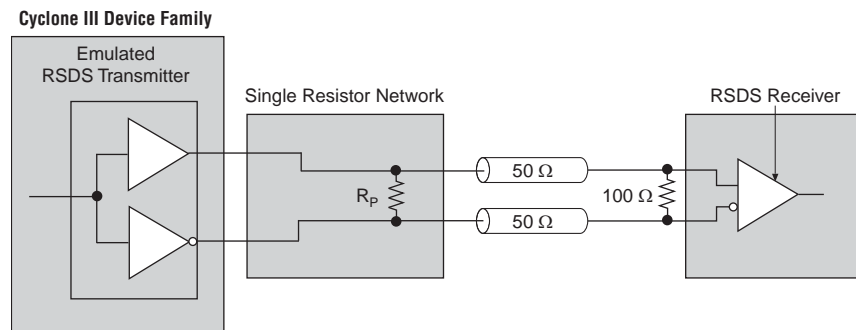 Cyclone III Device Family
Emulated
RSDS Transmitter
Single Resistor Network
RSDS Receiver
50 Ω
R_P
100 Ω
50 Ω